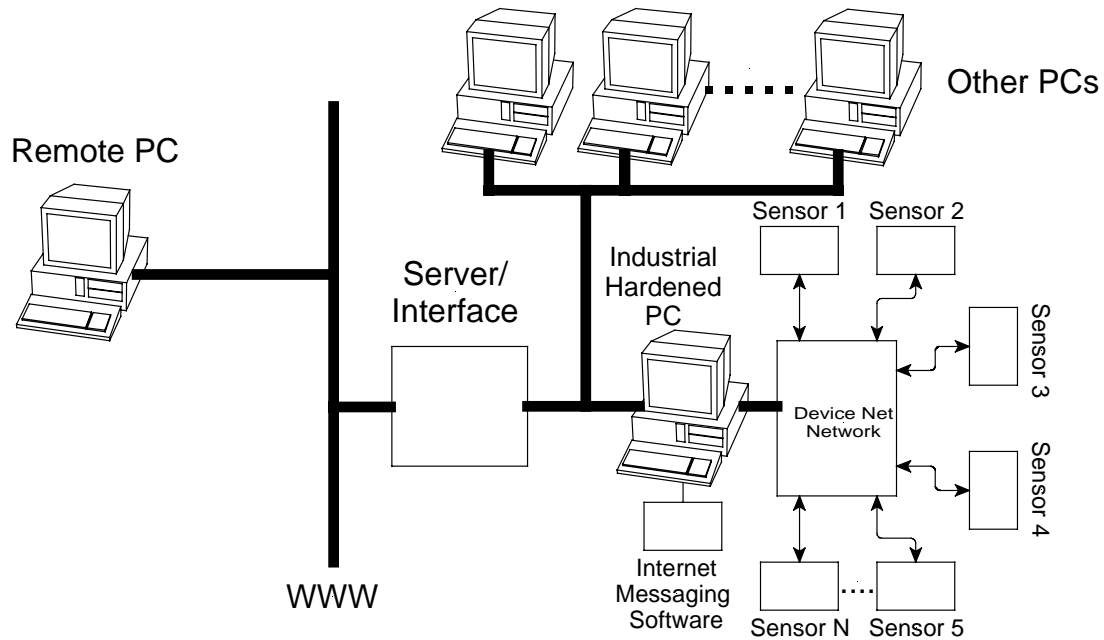 Other PCs
Remote PC
Sensor 1
Sensor 2
Server/
Interface
Industrial
Hardened
PC
Sensor 3
Device Net
Network
Sensor 4
Internet
Messaging
Software
WWW
Sensor N
Sensor 5